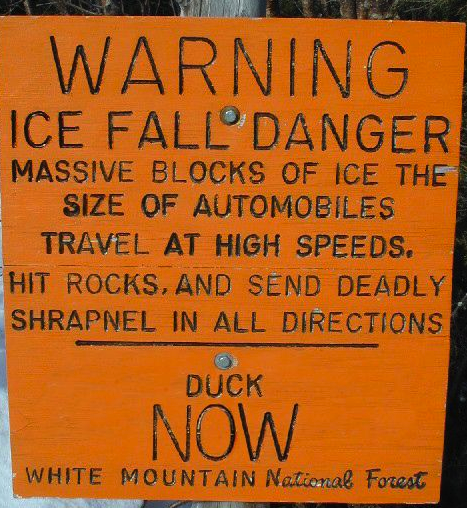 WARNING
ICE FALL DANGER
MASSIVE BLOCKS OF ICE THE
SIZE OF AUTOMOBILES
TRAVEL AT HIGH SPEEDS.
HIT ROCKS, AND SEND DEADLY
SHRAPNEL IN ALL DIRECTIONS
DUCK
NOW
WHITE MOUNTAIN National Forest